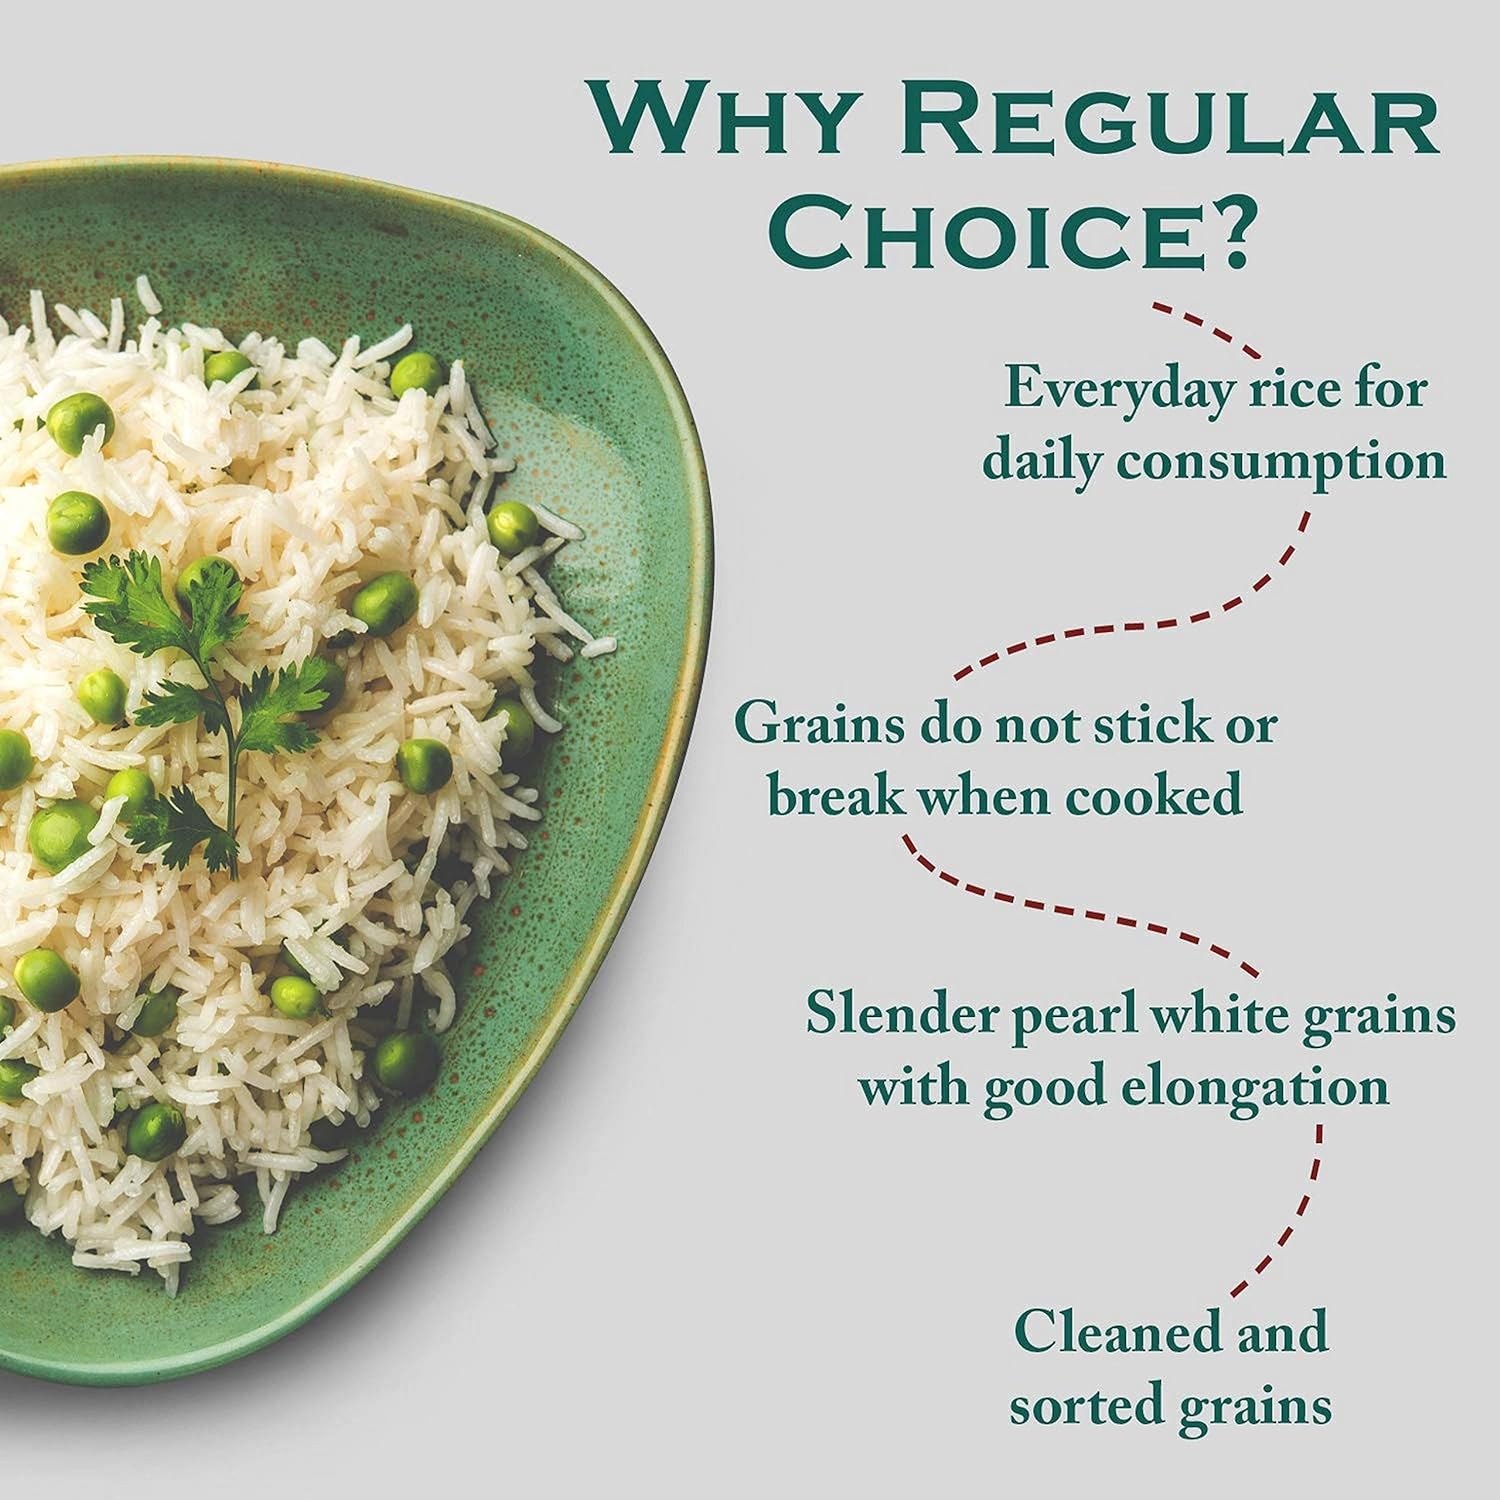 WHY REGULAR
CHOICE?
Everyday rice for
daily consumption
Grains do not stick or
break when cooked
Slender pearl white grains
with good elongation
Cleaned and
sorted grains